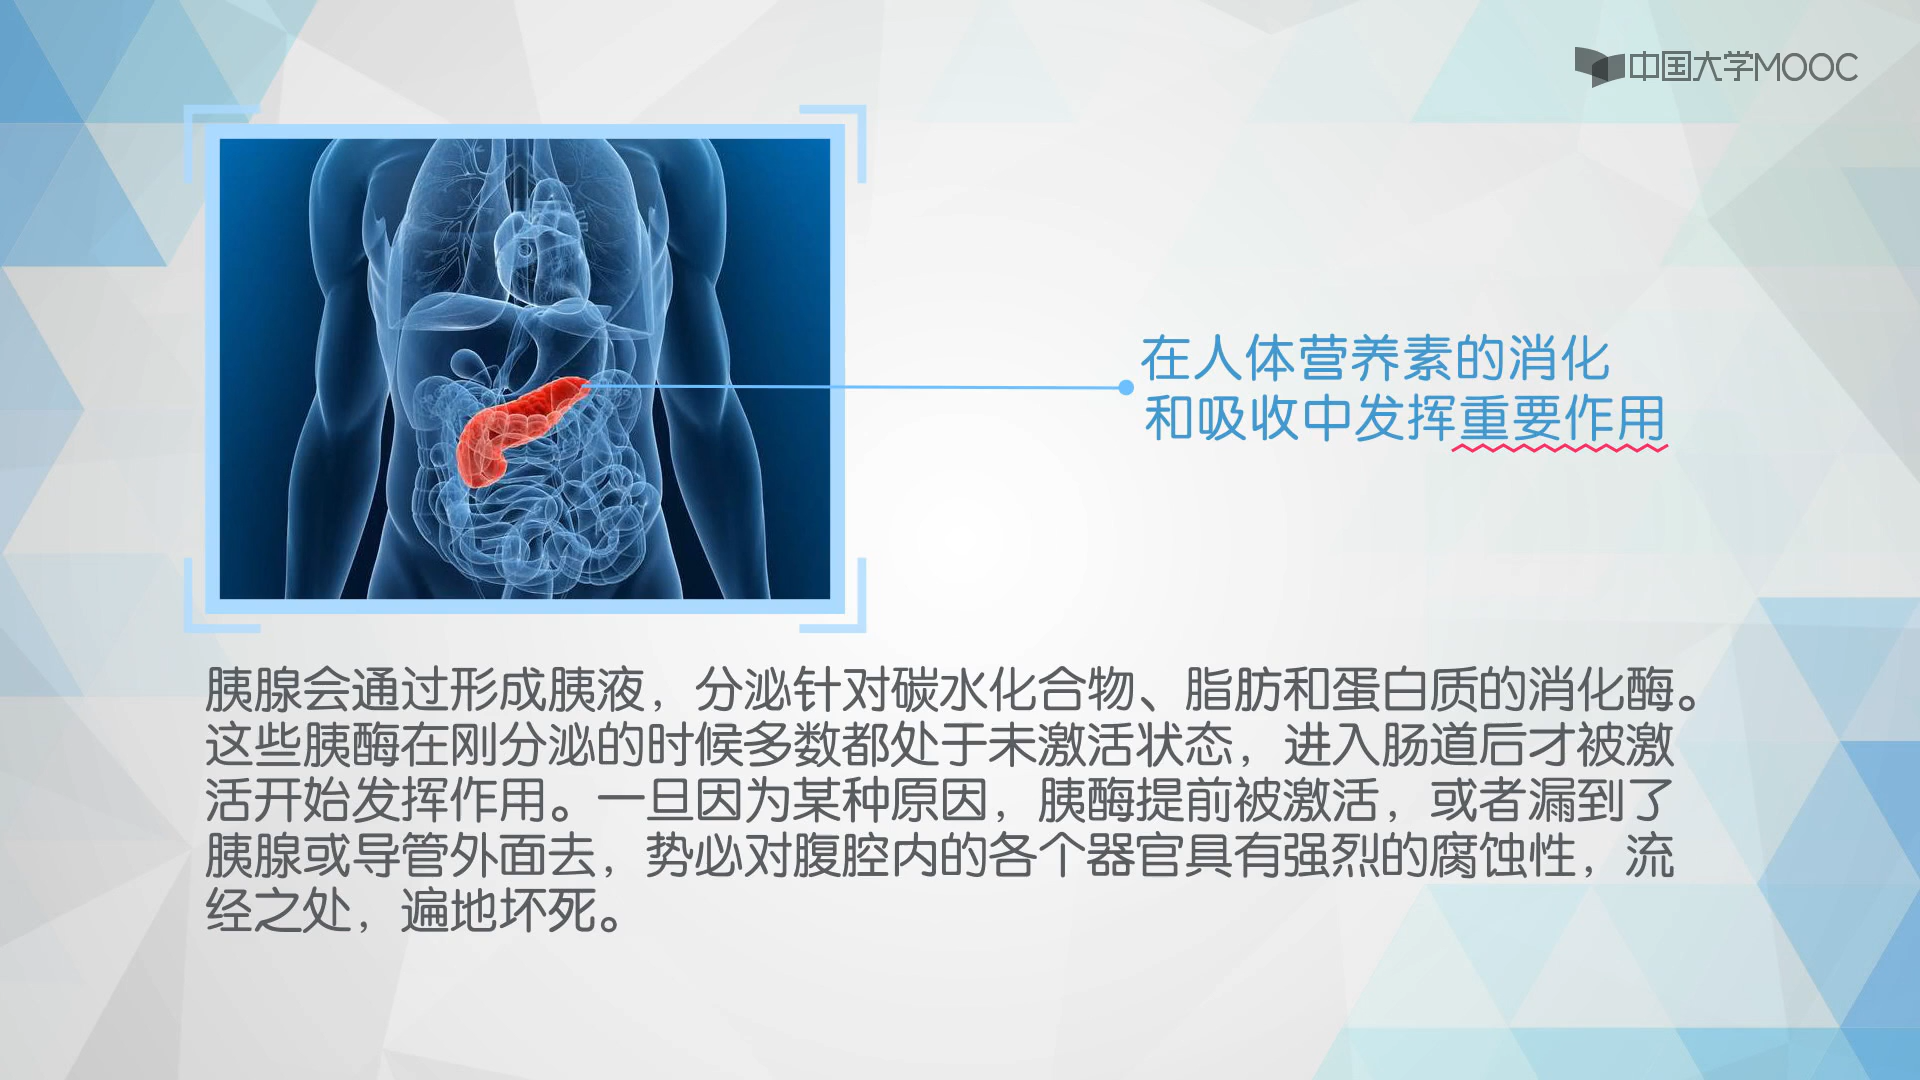 中国大学MOOC
在人体营养素的消化
和吸收中发挥重要作用
胰腺会通过形成胰液，分泌针对碳水化合物、脂肪和蛋白质的消化酶。
这些胰酶在刚分泌的时候多数都处于未激活状态，进入肠道后才被激
活开始发挥作用。一旦因为某种原因，胰酶提前被激活，或者漏到了
胰腺或导管外面去，势必对腹腔内的各个器官具有强烈的腐蚀性，流
经之处，遍地坏死。